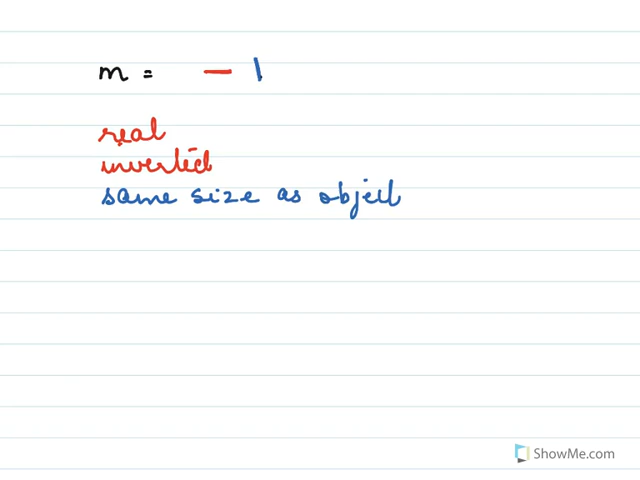 m = - 1
real
inverted
same size as object
ShowMe.com